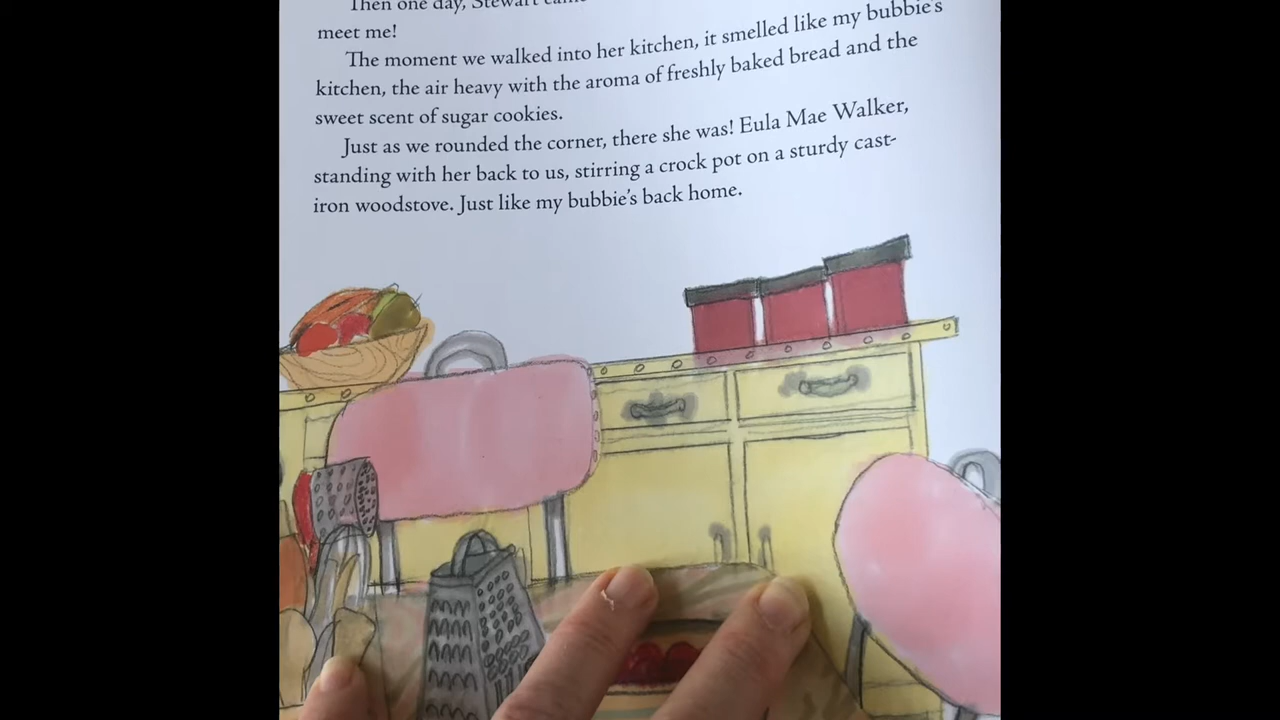 Then one day, Stewart came
meet me!
The moment we walked into her kitchen, it smelled like my bubbie's
kitchen, the air heavy with the aroma of freshly baked bread and the
sweet scent of sugar cookies.
Just as we rounded the corner, there she was! Eula Mae Walker,
standing with her back to us, stirring a crock pot on a sturdy cast-
iron woodstove. Just like my bubbie's back home.